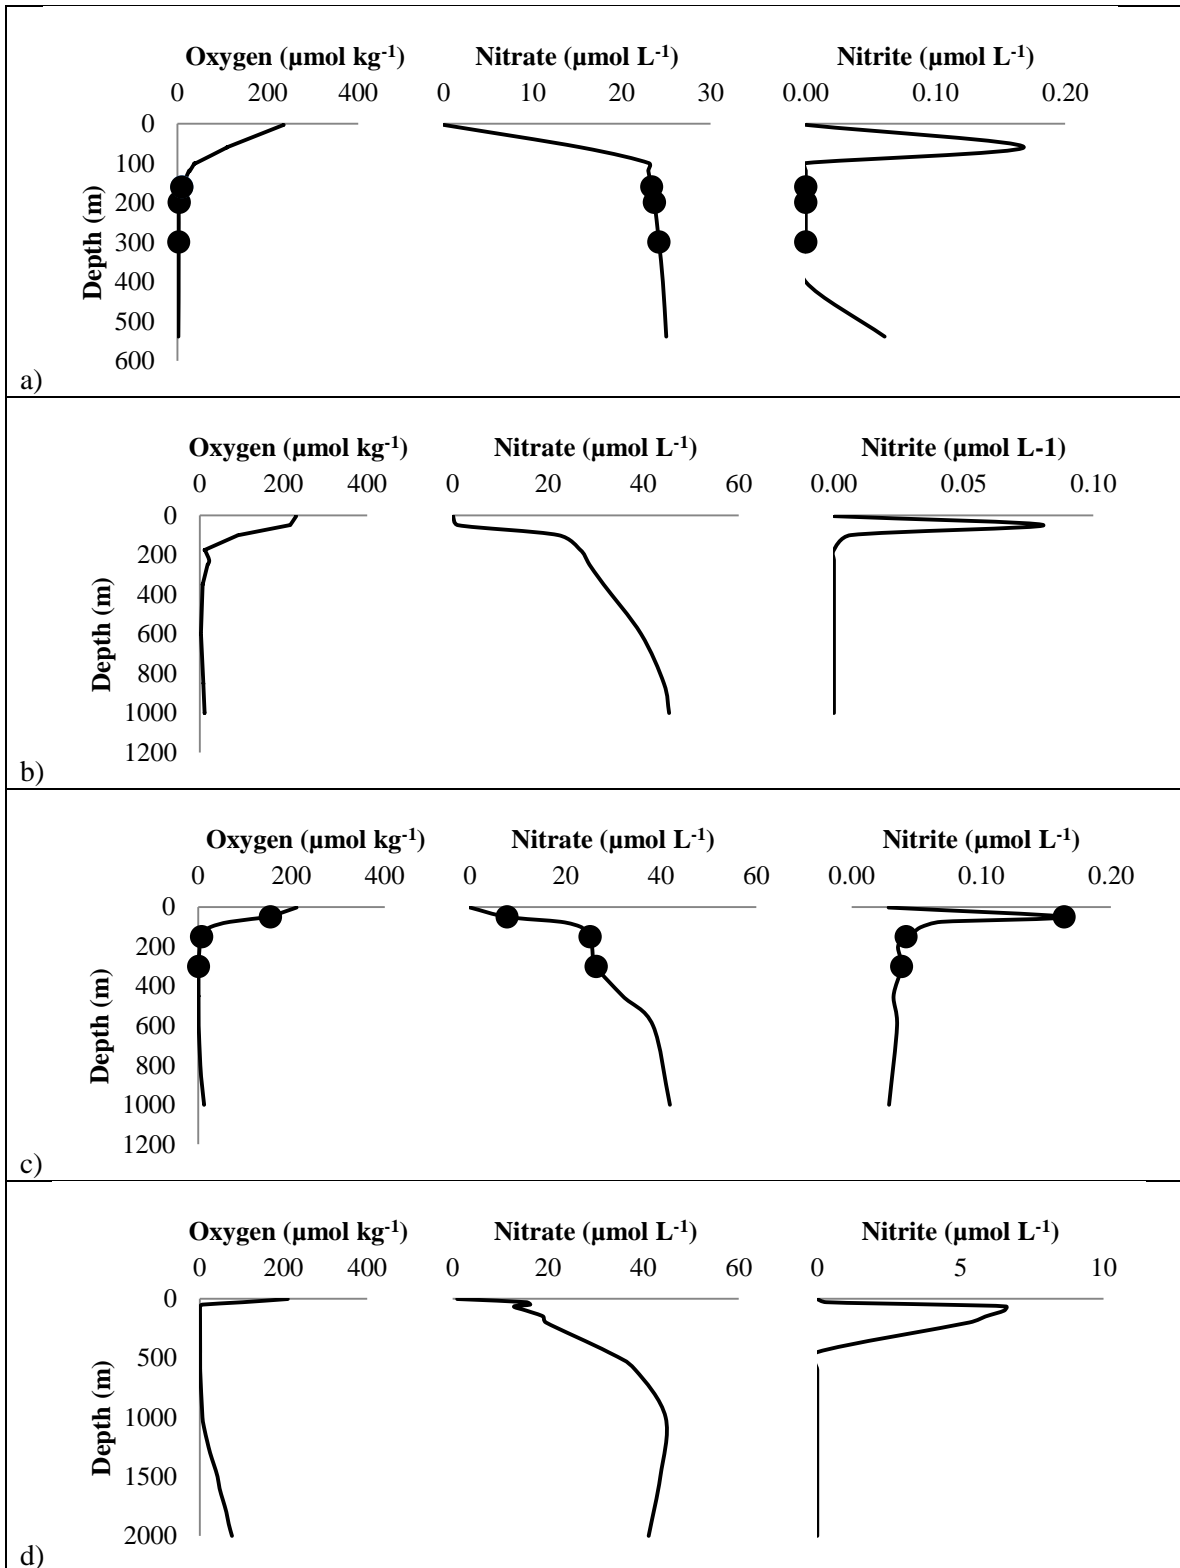 Oxygen (µmol kg-1) Nitrate (µmol L-1) Nitrite (µmol L-1)
0 200 400 0 10 20 30 0.00 0.10 0.20
0
100
200
300
400
500
600
Depth (m)
a)
Oxygen (µmol kg-1) Nitrate (µmol L-1) Nitrite (µmol L-1)
0 200 400 0 20 40 60 0.00 0.05 0.10
0
200
400
600
800
1000
1200
Depth (m)
b)
Oxygen (µmol kg-1) Nitrate (µmol L-1) Nitrite (µmol L-1)
0 200 400 0 20 40 60 0.00 0.10 0.20
0
200
400
600
800
1000
1200
Depth (m)
c)
Oxygen (µmol kg-1) Nitrate (µmol L-1) Nitrite (µmol L-1)
0 200 400 0 20 40 60 0 5 10
0
500
1000
1500
2000
Depth (m)
d)